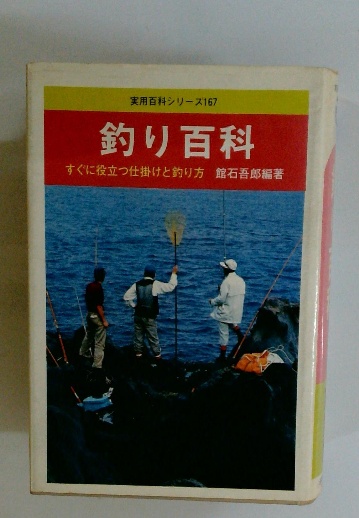 実用百科シリーズ167
釣り百科
すぐに役立つ仕掛けと釣り方 館石吾郎編著